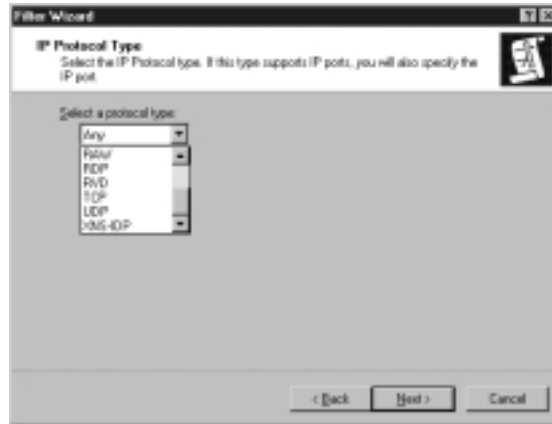 Filter Wizard
IP Protocol Type
Select the IP Protocol type. If this type supports IP ports, you will also specify the
IP port.
Select a protocol type:
Any
RAW
RDP
RVD
TCP
UDP
XNS-IDP
< Back
Next >
Cancel